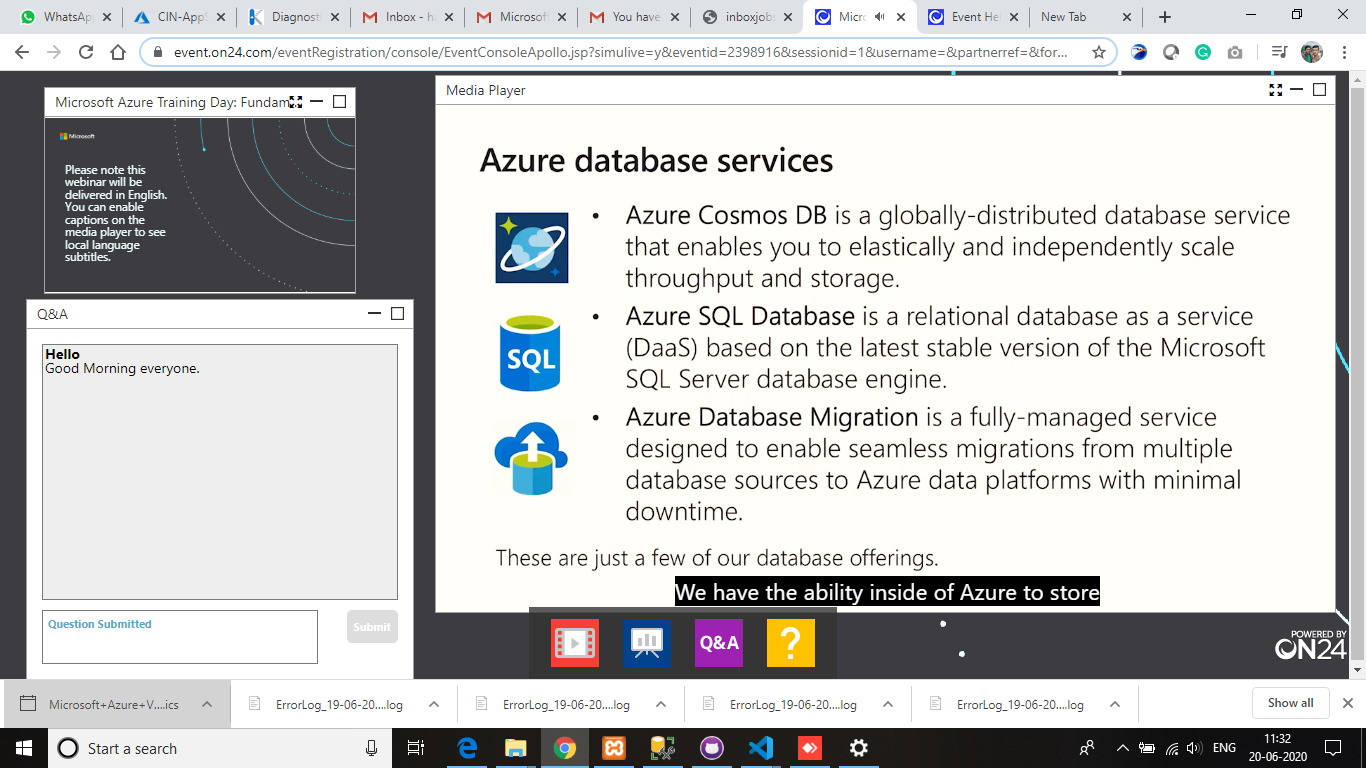 WhatsAp
CIN-AppS
Diagnost
Inbox - ha
Microsoft
You have
inboxjobs
Micro
Event Hel
New Tab
event.on24.com/eventRegistration/console/EventConsoleApollo.jsp?simulive=y&eventid=2398916&sessionid=1&username=&partnerref=&for...
Microsoft Azure Training Day: Fundam
Microsoft
Please note this
webinar will be
delivered in English.
You can enable
captions on the
media player to see
local language
subtitles.
Q&A
Hello
Good Morning everyone.
Question Submitted
Submit
Media Player
Azure database services
• Azure Cosmos DB is a globally-distributed database service
that enables you to elastically and independently scale
throughput and storage.
SQL
• Azure SQL Database is a relational database as a service
(DaaS) based on the latest stable version of the Microsoft
SQL Server database engine.
• Azure Database Migration is a fully-managed service
designed to enable seamless migrations from multiple
database sources to Azure data platforms with minimal
downtime.
These are just a few of our database offerings.
We have the ability inside of Azure to store
Q&A
?
POWERED BY
ON24
Microsoft+Azure+V....ics
ErrorLog_19-06-20....log
ErrorLog_19-06-20....log
ErrorLog_19-06-20....log
ErrorLog_19-06-20....log
Show all
Start a search
ENG
11:32
20-06-2020